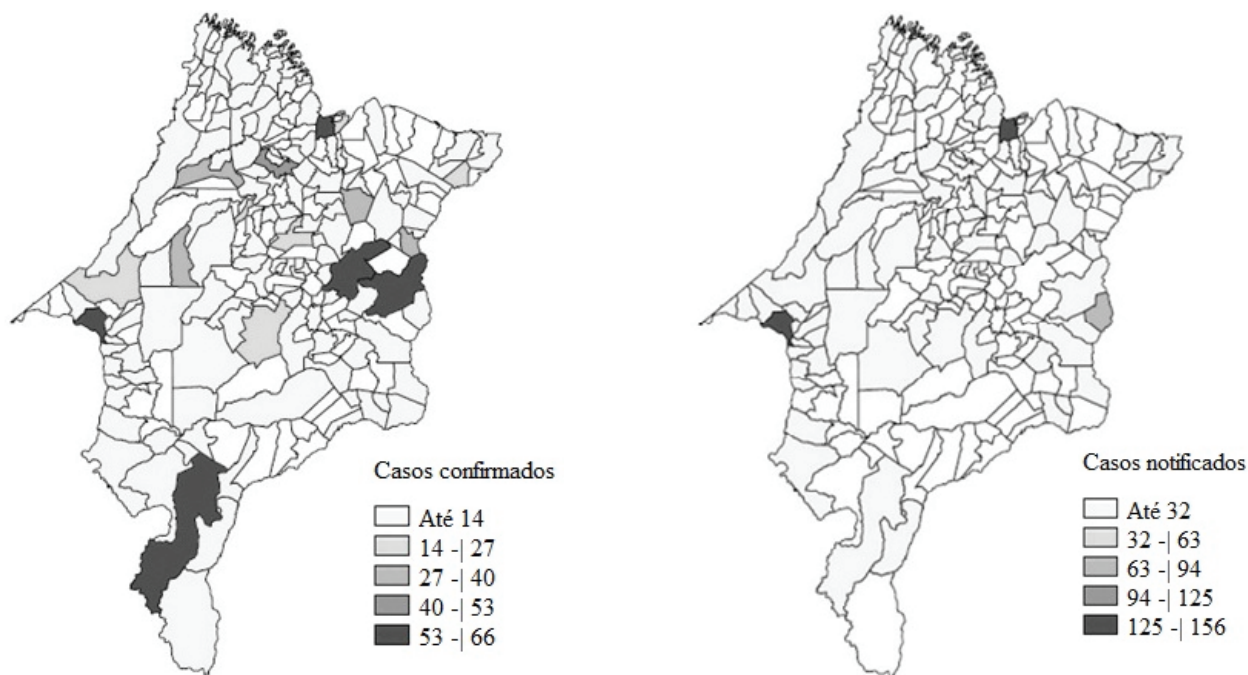 Casos confirmados
Até 14
14 -| 27
27 -| 40
40 -| 53
53 -| 66
Casos notificados
Até 32
32 -| 63
63 -| 94
94 -| 125
125 -| 156